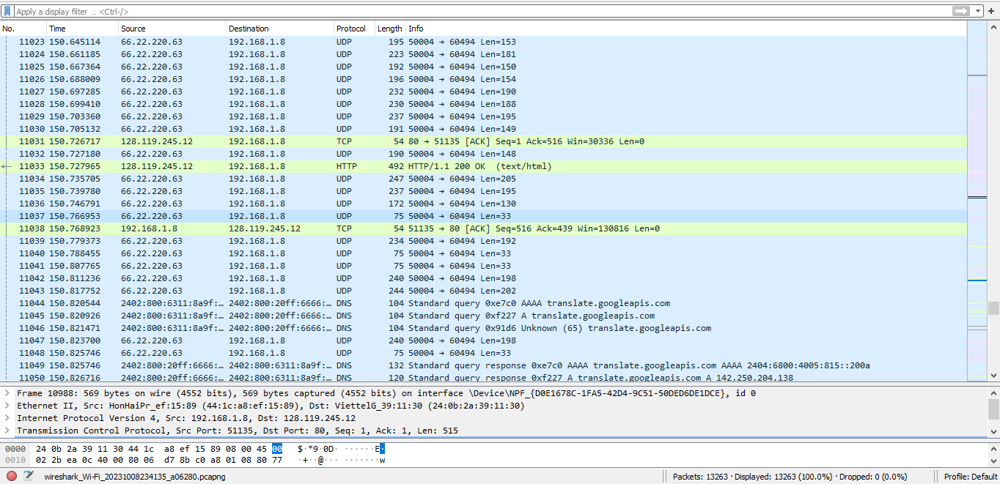 Apply a display filter ... <Ctrl-/>
No. Time Source Destination Protocol Length Info
11023 150.645114 66.22.220.63 192.168.1.8 UDP 195 50004 → 60494 Len=153
11024 150.661185 66.22.220.63 192.168.1.8 UDP 223 50004 → 60494 Len=181
11025 150.667364 66.22.220.63 192.168.1.8 UDP 192 50004 → 60494 Len=150
11026 150.688009 66.22.220.63 192.168.1.8 UDP 196 50004 → 60494 Len=154
11027 150.697285 66.22.220.63 192.168.1.8 UDP 232 50004 → 60494 Len=190
11028 150.699410 66.22.220.63 192.168.1.8 UDP 230 50004 → 60494 Len=188
11029 150.703360 66.22.220.63 192.168.1.8 UDP 237 50004 → 60494 Len=195
11030 150.705132 66.22.220.63 192.168.1.8 UDP 191 50004 → 60494 Len=149
11031 150.726717 128.119.245.12 192.168.1.8 TCP 54 80 → 51135 [ACK] Seq=1 Ack=516 Win=30336 Len=0
11032 150.727180 66.22.220.63 192.168.1.8 UDP 190 50004 → 60494 Len=148
11033 150.727965 128.119.245.12 192.168.1.8 HTTP 492 HTTP/1.1 200 OK (text/html)
11034 150.735705 66.22.220.63 192.168.1.8 UDP 247 50004 → 60494 Len=205
11035 150.739780 66.22.220.63 192.168.1.8 UDP 237 50004 → 60494 Len=195
11036 150.746791 66.22.220.63 192.168.1.8 UDP 172 50004 → 60494 Len=130
11037 150.766953 66.22.220.63 192.168.1.8 UDP 75 50004 → 60494 Len=33
11038 150.768923 192.168.1.8 128.119.245.12 TCP 54 51135 → 80 [ACK] Seq=516 Ack=439 Win=130816 Len=0
11039 150.779373 66.22.220.63 192.168.1.8 UDP 234 50004 → 60494 Len=192
11040 150.788455 66.22.220.63 192.168.1.8 UDP 75 50004 → 60494 Len=33
11041 150.807765 66.22.220.63 192.168.1.8 UDP 75 50004 → 60494 Len=33
11042 150.811236 66.22.220.63 192.168.1.8 UDP 240 50004 → 60494 Len=198
11043 150.817752 66.22.220.63 192.168.1.8 UDP 244 50004 → 60494 Len=202
11044 150.820544 2402:800:6311:8a9f:… 2402:800:20ff:6666:… DNS 104 Standard query 0xe7c0 AAAA translate.googleapis.com
11045 150.820926 2402:800:6311:8a9f:… 2402:800:20ff:6666:… DNS 104 Standard query 0xf227 A translate.googleapis.com
11046 150.821471 2402:800:6311:8a9f:… 2402:800:20ff:6666:… DNS 104 Standard query 0x91d6 Unknown (65) translate.googleapis.com
11047 150.823700 66.22.220.63 192.168.1.8 UDP 240 50004 → 60494 Len=198
11048 150.825746 66.22.220.63 192.168.1.8 UDP 75 50004 → 60494 Len=33
11049 150.825746 2402:800:20ff:6666:… 2402:800:6311:8a9f:… DNS 132 Standard query response 0xe7c0 AAAA translate.googleapis.com AAAA 2404:6800:4005:815::200a
11050 150.826716 2402:800:20ff:6666:… 2402:800:6311:8a9f:… DNS 120 Standard query response 0xf227 A translate.googleapis.com A 142.250.204.138
Frame 10988: 569 bytes on wire (4552 bits), 569 bytes captured (4552 bits) on interface \Device\NPF_{D0E1678C-1FA5-42D4-9C51-50DED6DE1DCE}, id 0
Ethernet II, Src: HonHaiPr_ef:15:89 (44:1c:a8:ef:15:89), Dst: ViettelG_39:11:30 (24:0b:2a:39:11:30)
Internet Protocol Version 4, Src: 192.168.1.8, Dst: 128.119.245.12
Transmission Control Protocol, Src Port: 51135, Dst Port: 80, Seq: 1, Ack: 1, Len: 515
0000 24 0b 2a 39 11 30 44 1c a8 ef 15 89 08 00 45 00 $·*9·0D· ······E·
0010 02 2b ea 0c 40 00 80 06 d7 8b c0 a8 01 08 80 77 ·+··@··· ·······w
wireshark_Wi-Fi_20231008234135_a06280.pcapng Packets: 13263 · Displayed: 13263 (100.0%) · Dropped: 0 (0.0%) Profile: Default